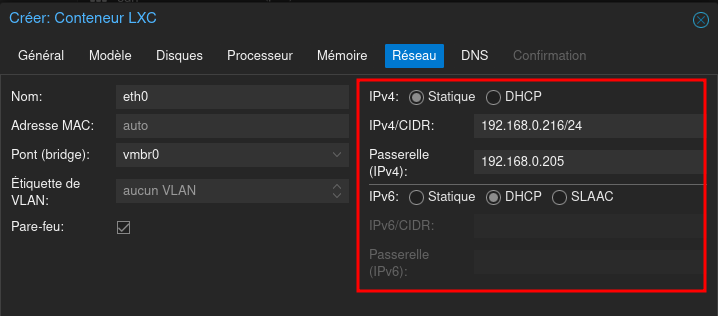 Créer: Conteneur LXC
Général Modèle Disques Processeur Mémoire Réseau DNS Confirmation
Nom: eth0
Adresse MAC: auto
Pont (bridge): vmbr0
Étiquette de
VLAN: aucun VLAN
Pare-feu:
IPv4: Statique DHCP
IPv4/CIDR: 192.168.0.216/24
Passerelle
(IPv4): 192.168.0.205
IPv6: Statique DHCP SLAAC
IPv6/CIDR:
Passerelle
(IPv6):